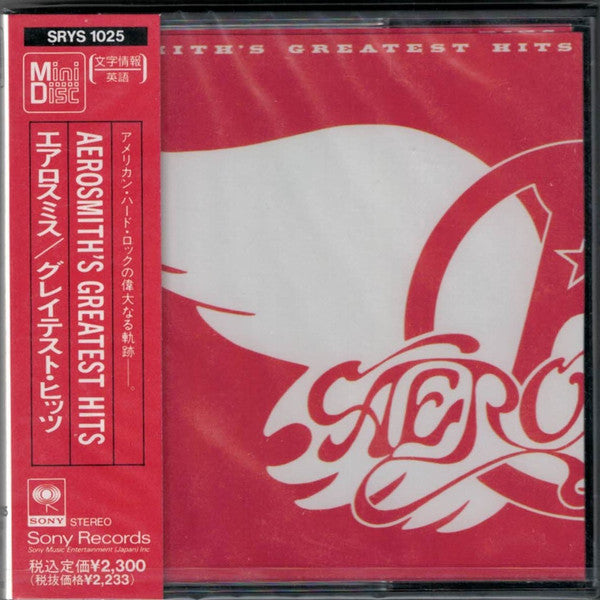 SRYS 1025
Mini
Disc
文字情報
英語
AEROSMITH'S GREATEST HITS
エアロスミス/グレイテスト・ヒッツ
アメリカン・ハード・ロックの偉大なる軌跡──。
SONY
STEREO
Sony Records
Sony Music Entertainment (Japan) Inc
税込定価¥2,300
(税抜価格¥2,233)
MITH'S GREATEST HITS
AERO